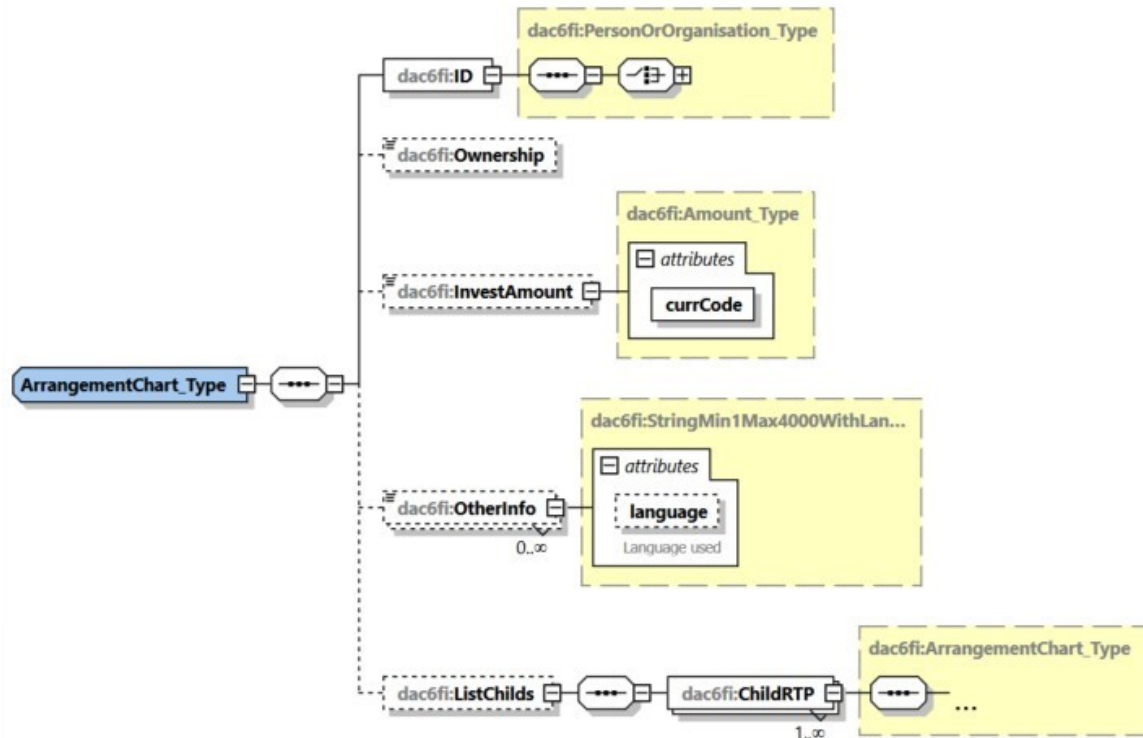 dac6fi:PersonOrOrganisation_Type
dac6fi:ID
dac6fi:Ownership
dac6fi:Amount_Type
attributes
dac6fi:InvestAmount
currCode
ArrangementChart_Type
dac6fi:StringMin1Max4000WithLan...
attributes
dac6fi:OtherInfo
language
0..∞
Language used
dac6fi:ArrangementChart_Type
dac6fi:ListChilds
dac6fi:ChildRTP
...
1..∞